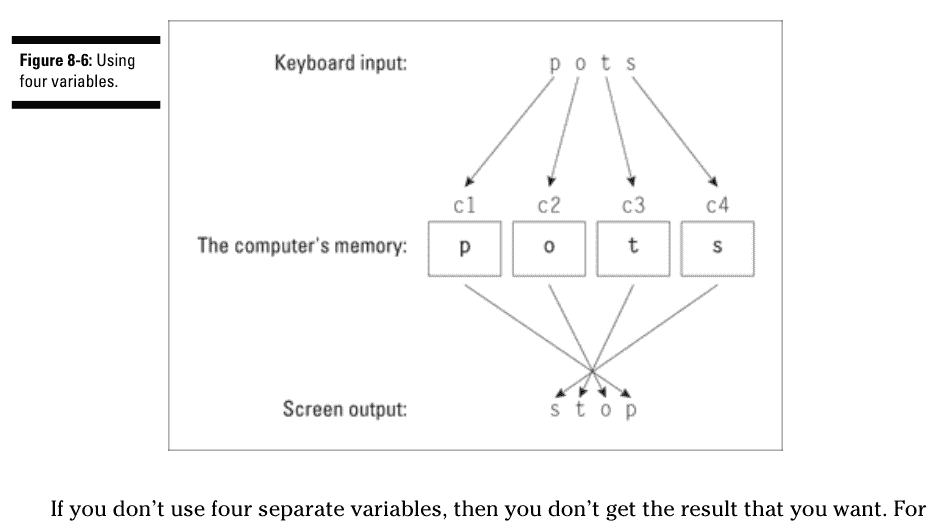 Figure 8-6: Using
four variables.
Keyboard input: p o t s
c1 c2 c3 c4
The computer's memory: p o t s
Screen output: s t o p
If you don't use four separate variables, then you don't get the result that you want. For